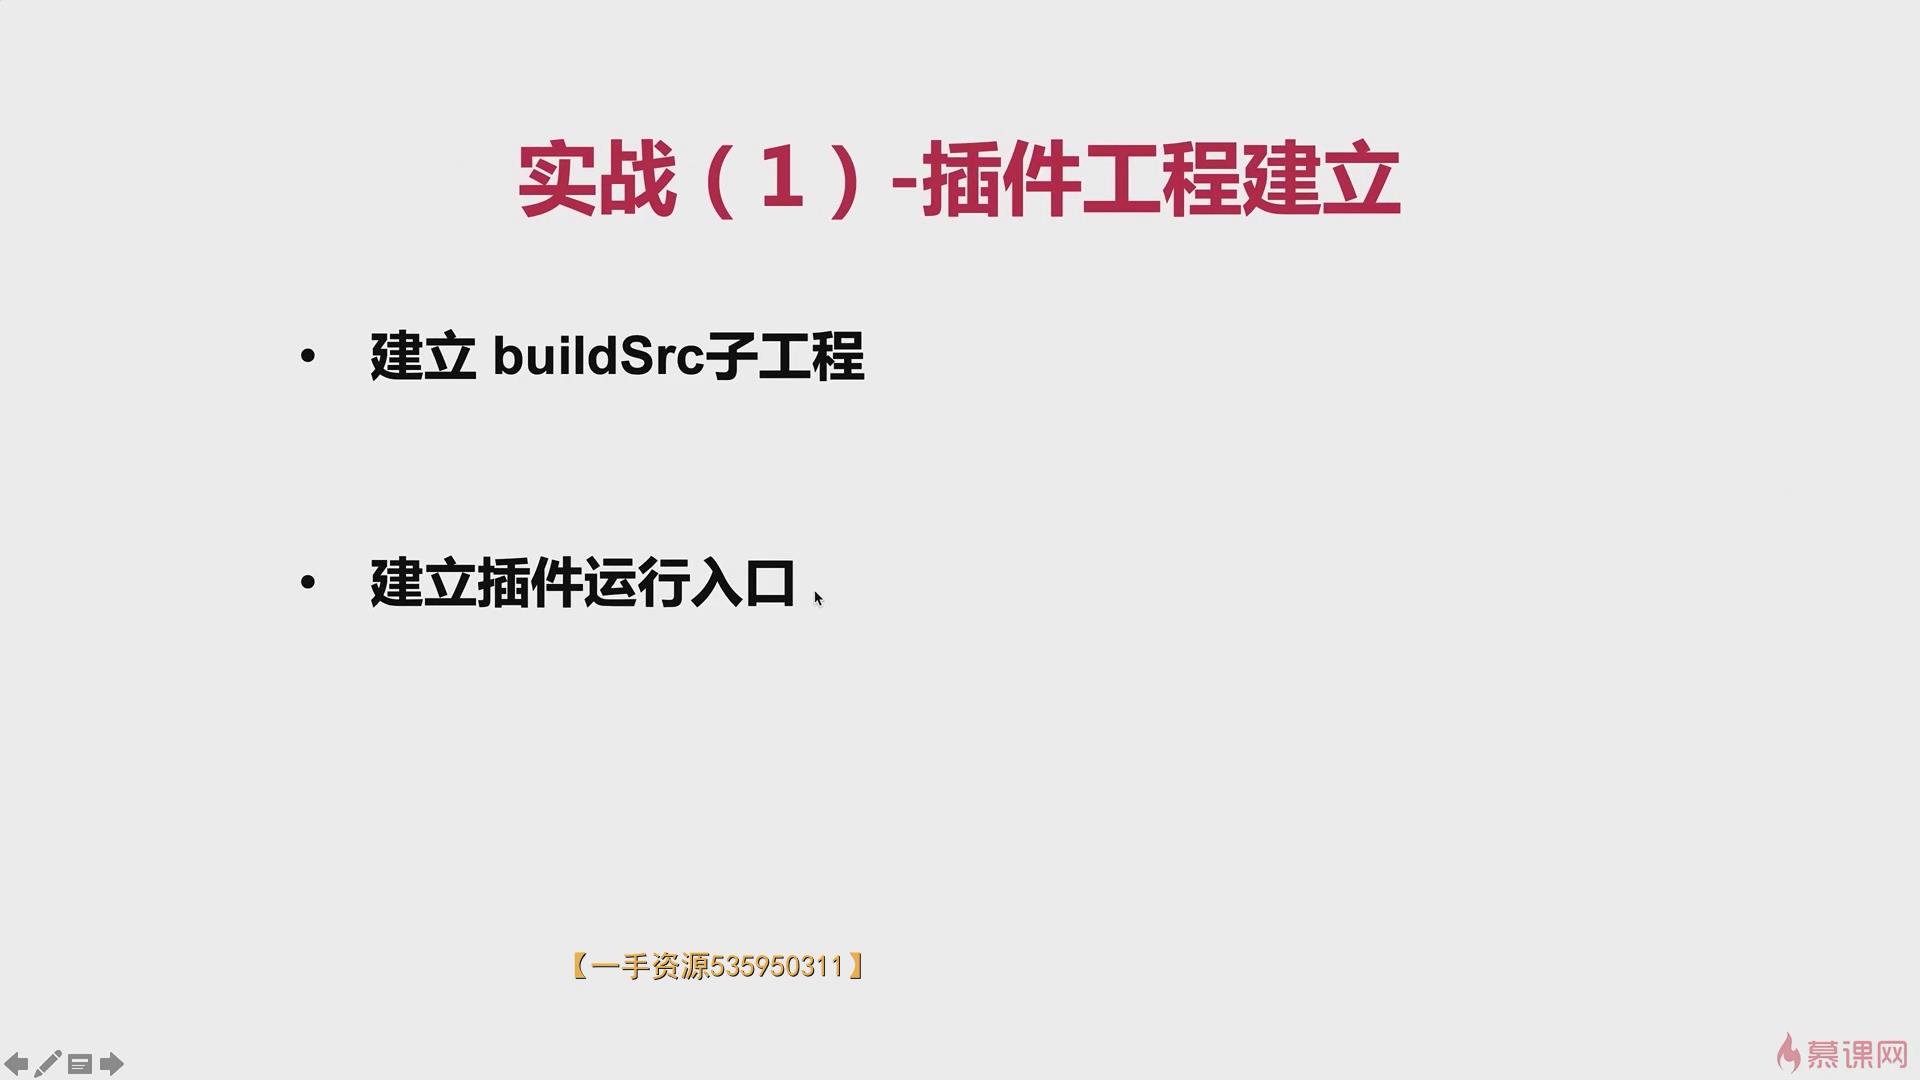 实战（1）-插件工程建立
• 建立 buildSrc子工程
• 建立插件运行入口
【一手资源535950311】
慕课网